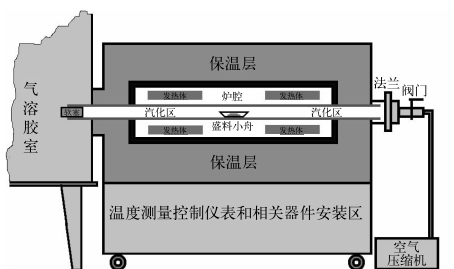 气溶胶室
保温层
发热体
炉腔
发热体
汽化区
汽化区
盛料小舟
发热体
发热体
保温层
法兰
阀门
温度测量控制仪表和相关器件安装区
空气
压缩机